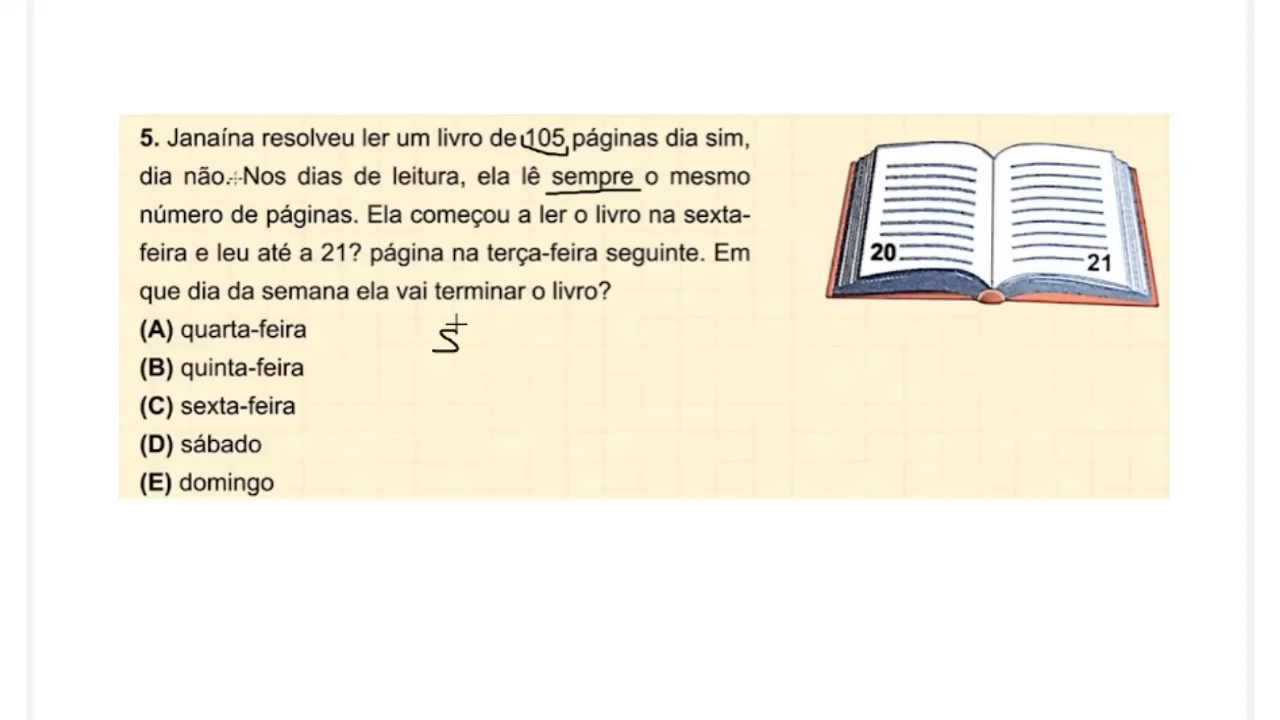 5. Janaína resolveu ler um livro de 105 páginas dia sim,
dia não. Nos dias de leitura, ela lê sempre o mesmo
número de páginas. Ela começou a ler o livro na sexta-
feira e leu até a 21? página na terça-feira seguinte. Em
que dia da semana ela vai terminar o livro?
(A) quarta-feira
(B) quinta-feira
(C) sexta-feira
(D) sábado
(E) domingo
20
21
S